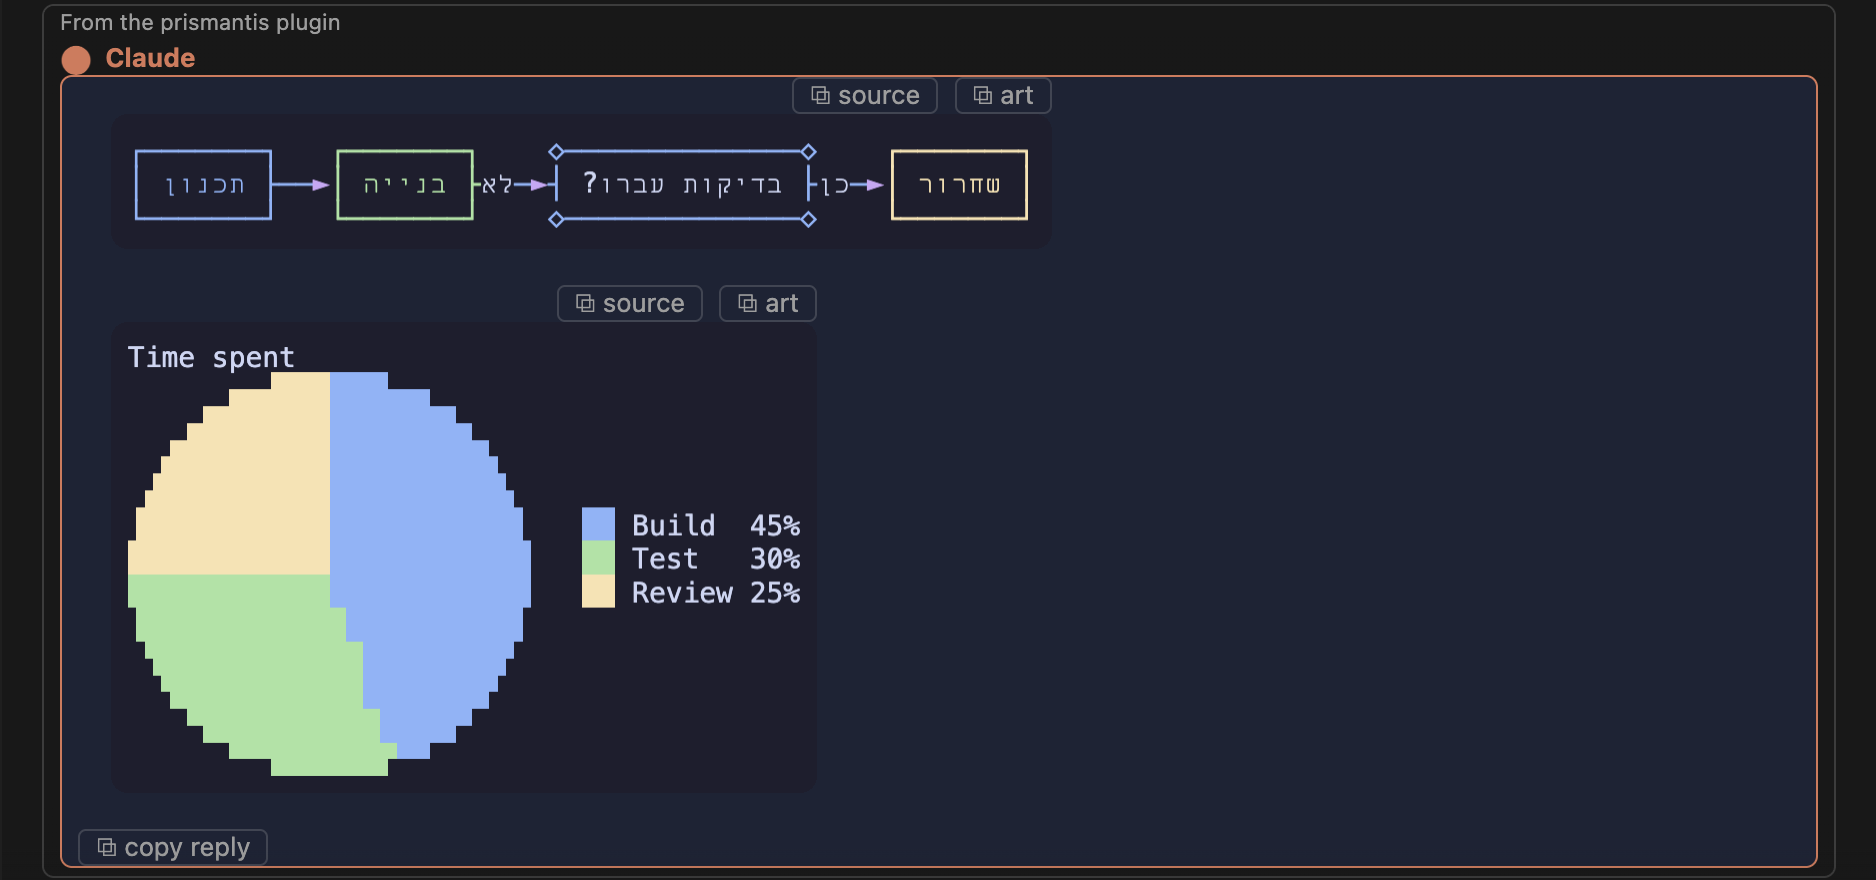 From the prismantis plugin
Claude
source
art
תכנון
בנייה
לא
בדיקות עברו?
כן
שחרור
source
art
Time spent
Build 45%
Test 30%
Review 25%
copy reply